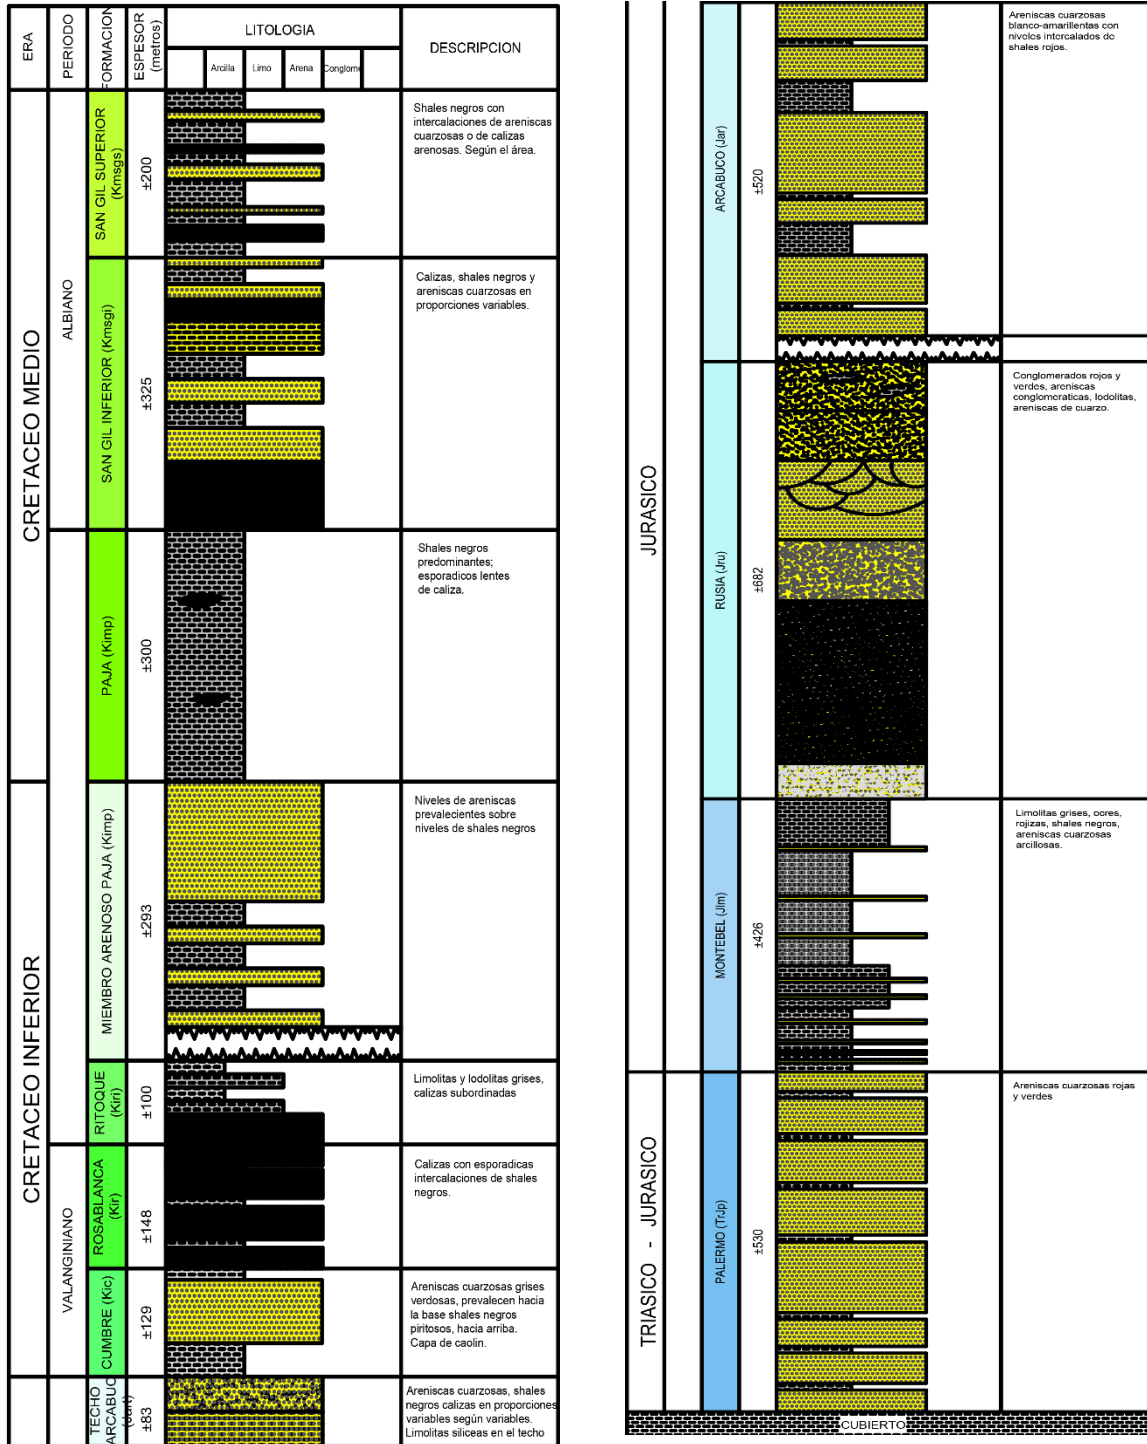 ERA
PERIODO
FORMACION
ESPESOR
(metros)
LITOLOGIA
Arcilla
Limo
Arena
Conglome
DESCRIPCION
CRETACEO MEDIO
ALBIANO
SAN GIL SUPERIOR
(Kmsgs)
±200
Shales negros con
intercalaciones de areniscas
cuarzosas o de calizas
arenosas. Según el área.
SAN GIL INFERIOR (Kmsgi)
±325
Calizas, shales negros y
areniscas cuarzosas en
proporciones variables.
PAJA (Kimp)
±300
Shales negros
predominantes;
esporadicos lentes
de caliza.
CRETACEO INFERIOR
MIEMBRO ARENOSO PAJA (Kimp)
±293
Niveles de areniscas
prevalecientes sobre
niveles de shales negros
RITOQUE
(Kiri)
±100
Limolitas y lodolitas grises,
calizas subordinadas
VALANGINIANO
ROSABLANCA
(Kir)
±148
Calizas con esporadicas
intercalaciones de shales
negros.
CUMBRE (Kic)
±129
Areniscas cuarzosas grises
verdosas, prevalecen hacia
la base shales negros
piritosos, hacia arriba.
Capa de caolin.
TECHO
ARCABUC
±83
Areniscas cuarzosas, shales
negros calizas en proporciones
variables según variables.
Limolitas siliceas en el techo
JURASICO
ARCABUCO (Jar)
±520
Areniscas cuarzosas
blanco-amarillentas con
niveles intercalados de
shales rojos.
RUSIA (Jru)
±682
Conglomerados rojos y
verdes, areniscas
conglomeraticas, lodolitas,
areniscas de cuarzo.
MONTEBEL (Jlm)
±426
Limolitas grises, ocres,
rojizas, shales negros,
areniscas cuarzosas
arcillosas.
TRIASICO - JURASICO
PALERMO (TrJp)
±530
Areniscas cuarzosas rojas
y verdes
CUBIERTO